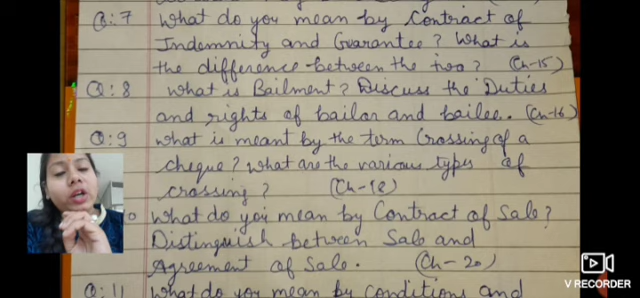 Q:7 What do you mean by Contract of
Indemnity and Guarantee? What is
the difference between the two? (Ch-15)
Q:8 What is Bailment? Discuss the Duties
and rights of bailor and bailee. (Ch-16)
Q:9 What is meant by the term Crossing of a
cheque? What are the various types of
crossing? (Ch-18)
0 What do you mean by Contract of Sale?
Distinguish between Sale and
Agreement of Sale. (Ch-20)
Q:11 What do you mean by conditions and
V RECORDER